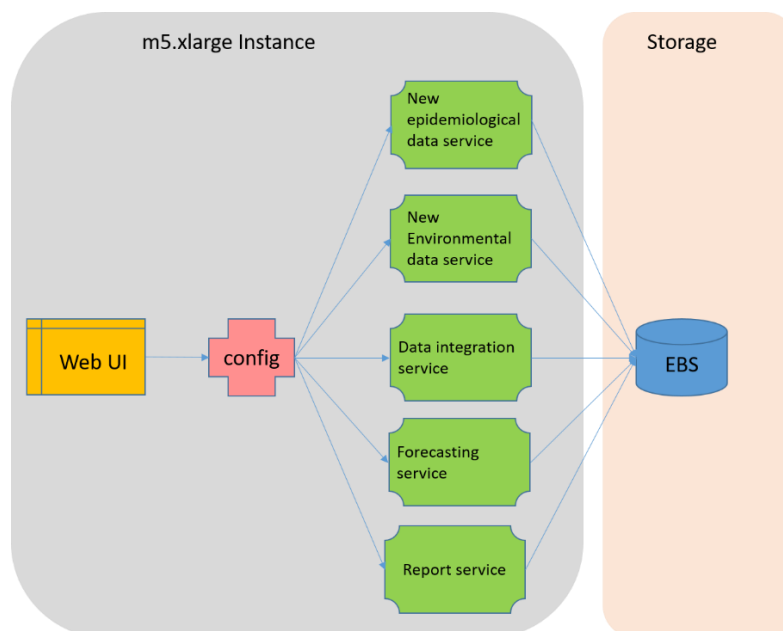 m5.xlarge Instance
Storage
New
epidemiological
data service
New
Environmental
data service
Web UI
config
Data integration
service
EBS
Forecasting
service
Report service